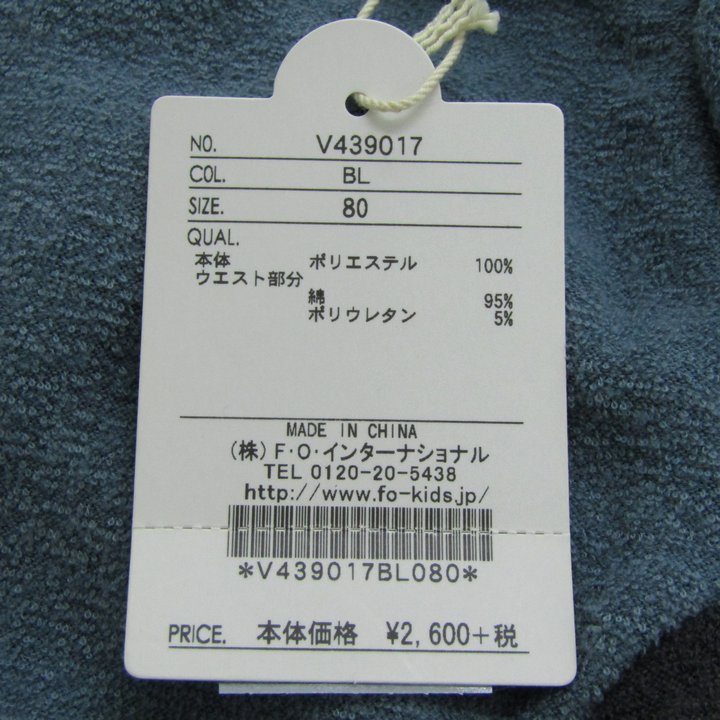 NO. V439017
COL. BL
SIZE. 80
QUAL.
本体 ポリエステル 100%
ウエスト部分
綿 95%
ポリウレタン 5%
MADE IN CHINA
(株)F・O・インターナショナル
TEL 0120-20-5438
http://www.fo-kids.jp/
*V439017BL080*
PRICE. 本体価格 ¥2,600+税